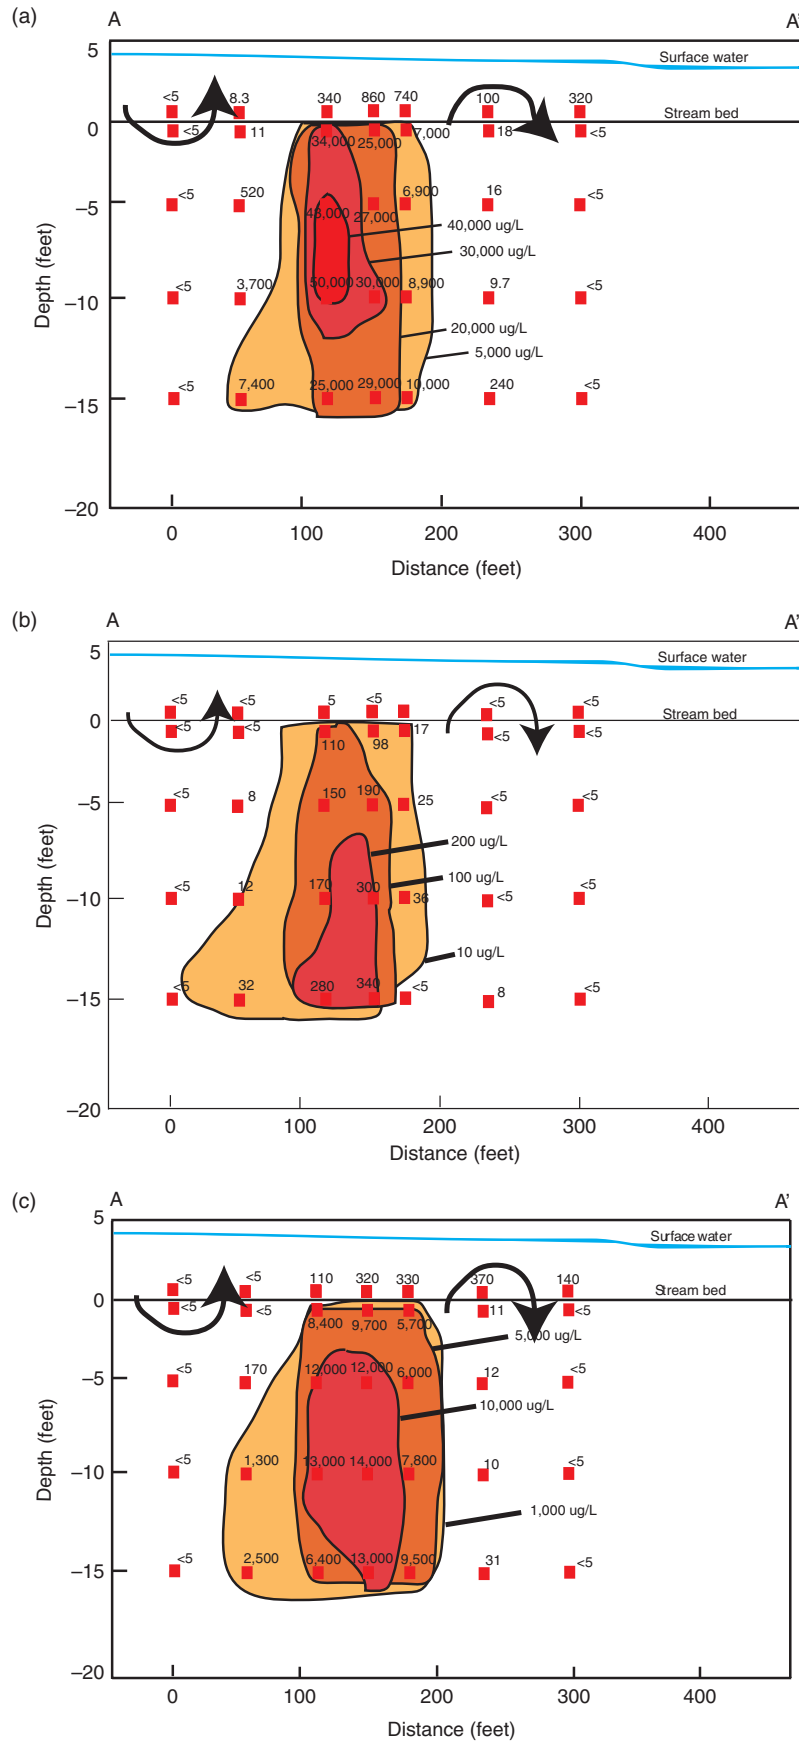 (a)
A A'
5
Surface water
<5 8.3 340 860 740 100 320
Stream bed
0
<5 11 34,000 25,000 7,000 18 <5
<5 520 43,000 27,000 6,900 16 <5
–5
40,000 ug/L
30,000 ug/L
<5 3,700 50,000 30,000 8,900 9.7 <5
–10
20,000 ug/L
5,000 ug/L
<5 7,400 25,000 29,000 10,000 240 <5
–15
–20
0 100 200 300 400
Distance (feet)
Depth (feet)
(b)
A A'
5
Surface water
<5 <5 5 <5 <5 <5
Stream bed
0
<5 <5 110 98 17 <5 <5
<5 8 150 190 25 <5 <5
–5
200 ug/L
100 ug/L
<5 12 170 300 36 <5 <5
–10
10 ug/L
<5 32 280 340 <5 8 <5
–15
–20
0 100 200 300 400
Distance (feet)
Depth (feet)
(c)
A A'
5
Surface water
<5 <5 110 320 330 370 140
Stream bed
0
<5 <5 8,400 9,700 5,700 11 <5
5,000 ug/L
<5 170 12,000 12,000 6,000 12 <5
–5
10,000 ug/L
<5 1,300 13,000 14,000 7,800 10 <5
–10
1,000 ug/L
<5 2,500 6,400 13,000 9,500 31 <5
–15
–20
0 100 200 300 400
Distance (feet)
Depth (feet)